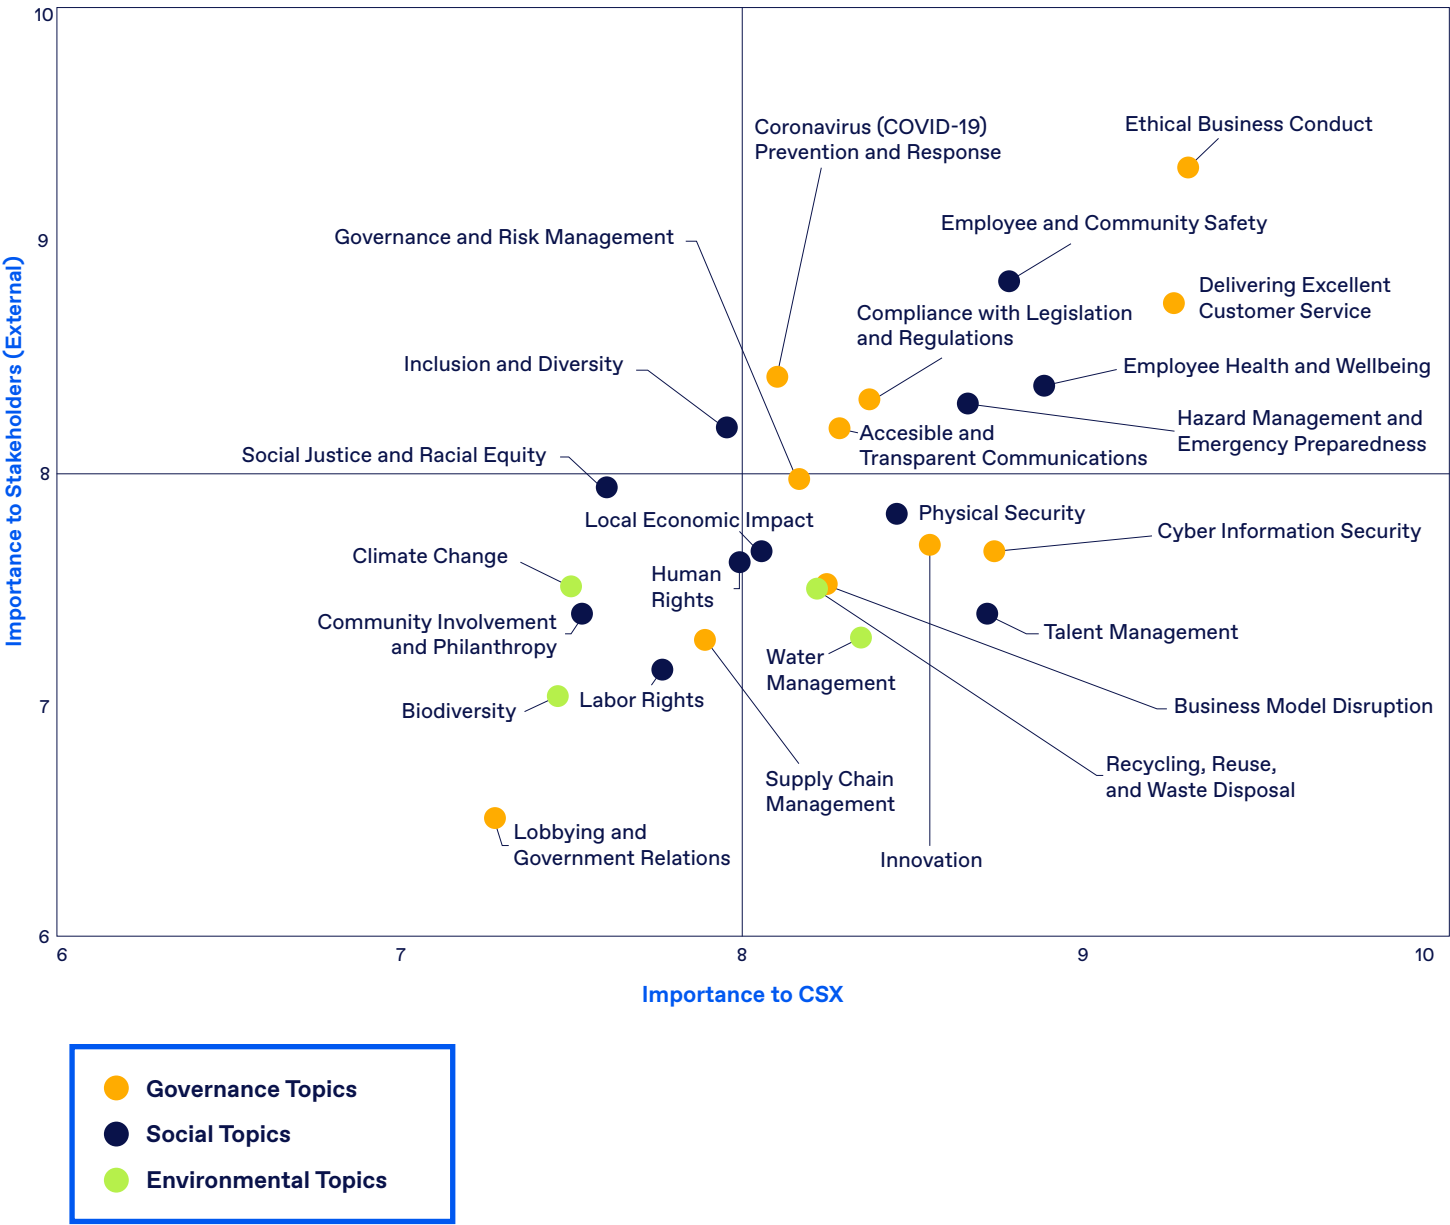 10
Coronavirus (COVID-19)
Prevention and Response
Ethical Business Conduct
Employee and Community Safety
Governance and Risk Management
9
Delivering Excellent
Customer Service
Compliance with Legislation
and Regulations
Inclusion and Diversity
Employee Health and Wellbeing
Hazard Management and
Emergency Preparedness
Accesible and
Transparent Communications
Social Justice and Racial Equity
8
Physical Security
Local Economic Impact
Cyber Information Security
Climate Change
Human
Rights
Community Involvement
and Philanthropy
Talent Management
Water
Management
Labor Rights
Biodiversity
7
Business Model Disruption
Recycling, Reuse,
and Waste Disposal
Supply Chain
Management
Lobbying and
Government Relations
Innovation
6
Importance to Stakeholders (External)
6 7 8 9 10
Importance to CSX
Governance Topics
Social Topics
Environmental Topics